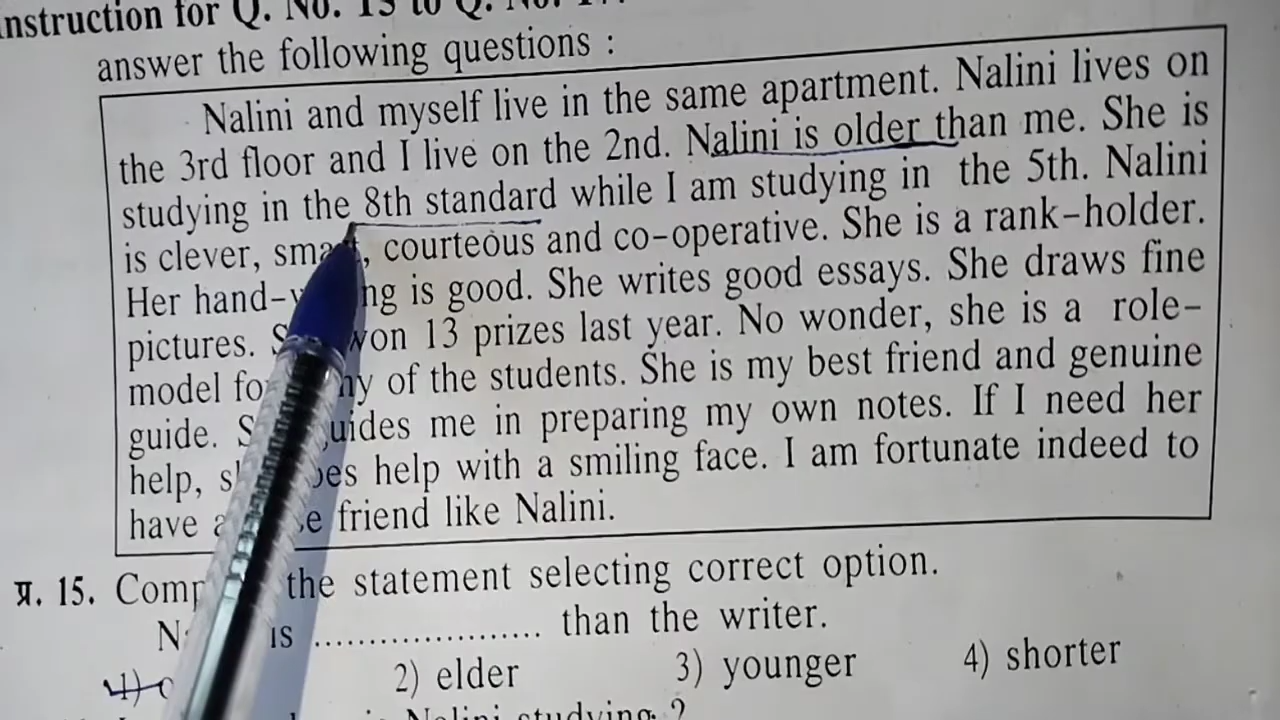 nstruction for Q. No. 15 to Q. No.
answer the following questions :
Nalini and myself live in the same apartment. Nalini lives on
the 3rd floor and I live on the 2nd. Nalini is older than me. She is
studying in the 8th standard while I am studying in the 5th. Nalini
is clever, smart, courteous and co-operative. She is a rank-holder.
Her hand- ng is good. She writes good essays. She draws fine
pictures. S won 13 prizes last year. No wonder, she is a role-
model for ny of the students. She is my best friend and genuine
guide. S uides me in preparing my own notes. If I need her
help, s oes help with a smiling face. I am fortunate indeed to
have a e friend like Nalini.
प्र. 15. Comp the statement selecting correct option.
N is .................... than the writer.
1) o 2) elder 3) younger 4) shorter
Nalini studying ?